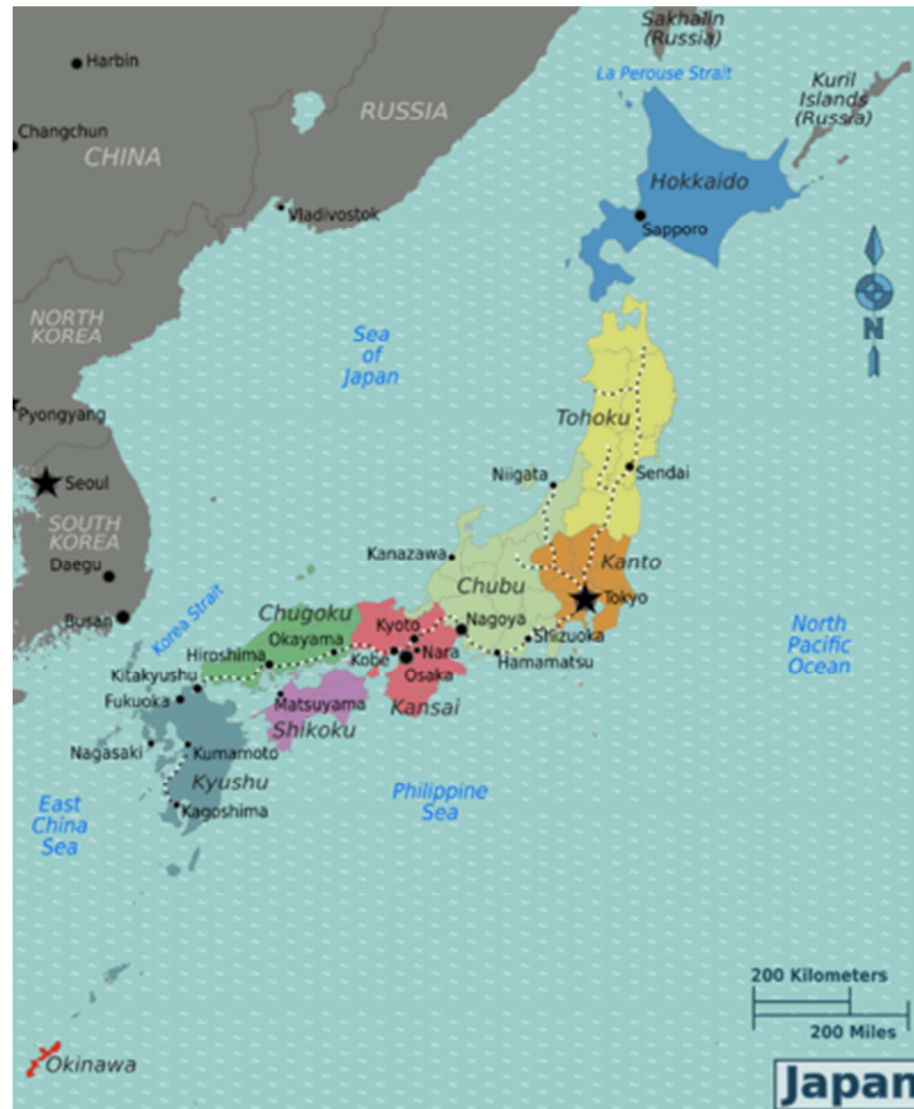 Sakhalin
(Russia)
La Perouse Strait
Harbin
Kuril
Islands
(Russia)
RUSSIA
Changchun
CHINA
Hokkaido
Vladivostok
Sapporo
N
NORTH
KOREA
Sea
of
Japan
Pyongyang
Tohoku
Niigata
Sendai
Seoul
SOUTH
KOREA
Kanazawa
Daegu
Kanto
Chubu
Tokyo
Korea Strait
Busan
Chugoku
Kyoto
Nagoya
Okayama
Shizuoka
North
Pacific
Ocean
Hiroshima
Kobe
Nara
Hamamatsu
Kitakyushu
Osaka
Fukuoka
Matsuyama
Kansai
Shikoku
Nagasaki
Kumamoto
Kyushu
Philippine
Sea
Kagoshima
East
China
Sea
200 Kilometers
200 Miles
Okinawa
Japan